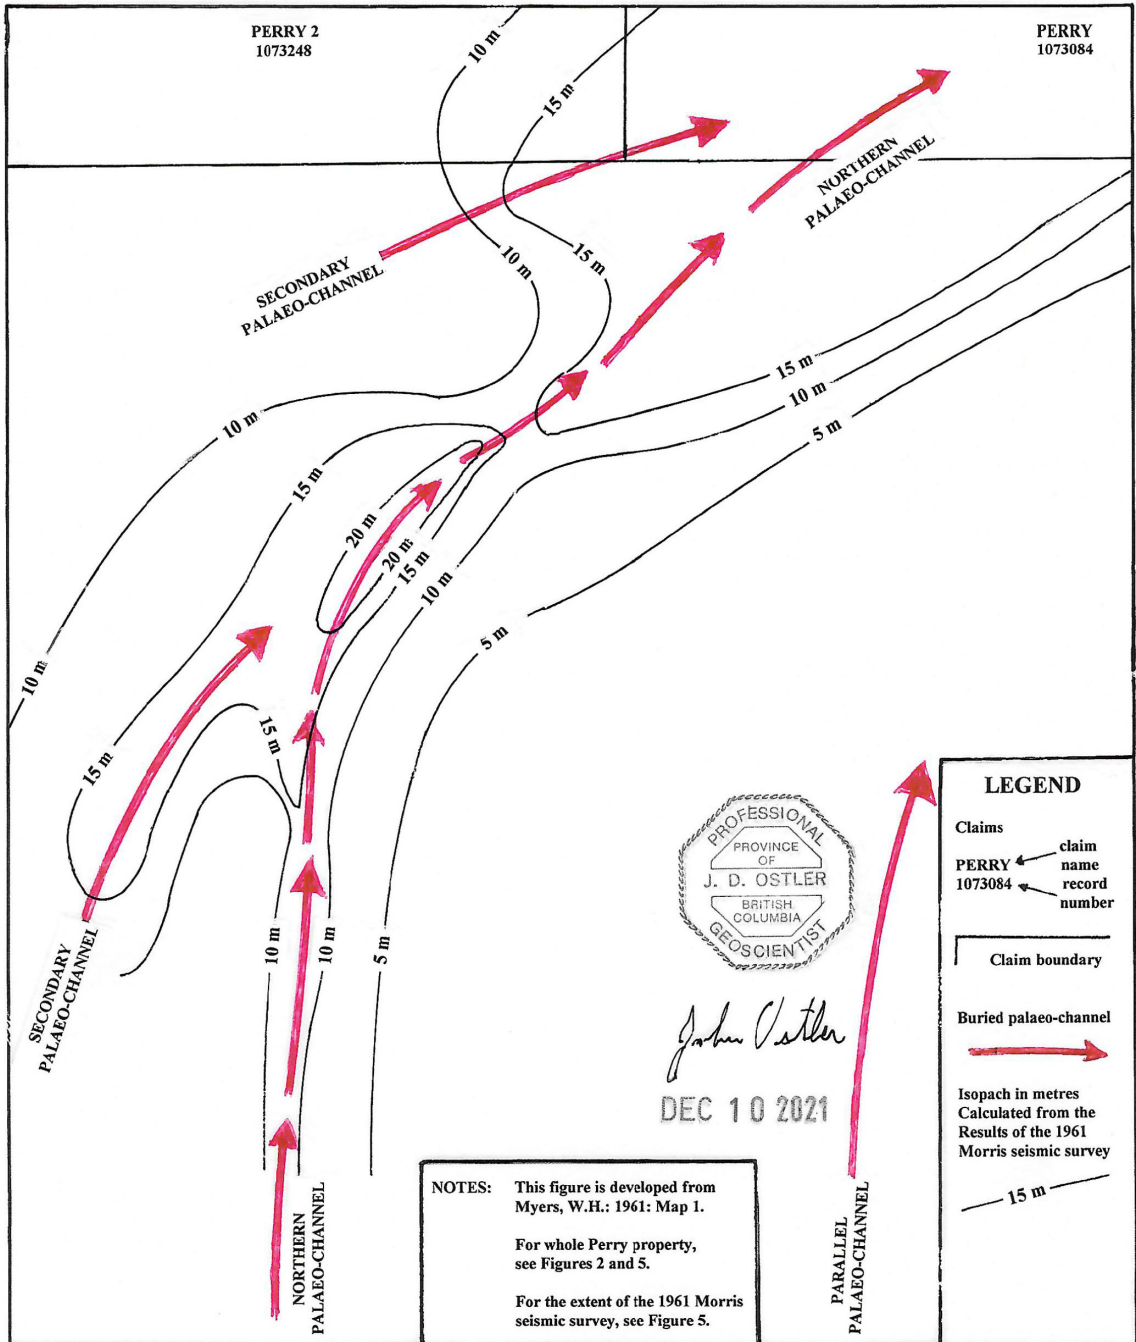 PERRY 2
1073248
PERRY
1073084
10 m
15 m
NORTHERN
PALAEO-CHANNEL
10 m
15 m
SECONDARY
PALAEO-CHANNEL
15 m
10 m
5 m
10 m
15 m
20 m
20 m
15 m
10 m
5 m
10 m
15 m
15 m
10 m
10 m
5 m
SECONDARY
PALAEO-CHANNEL
NORTHERN
PALAEO-CHANNEL
PARALLEL
PALAEO-CHANNEL
PROFESSIONAL
PROVINCE
OF
J. D. OSTLER
BRITISH
COLUMBIA
GEOSCIENTIST
John Ostler
DEC 10 2021
NOTES: This figure is developed from
Myers, W.H.: 1961: Map 1.
For whole Perry property,
see Figures 2 and 5.
For the extent of the 1961 Morris
seismic survey, see Figure 5.
LEGEND
Claims
PERRY claim
name
1073084 record
number
Claim boundary
Buried palaeo-channel
Isopach in metres
Calculated from the
Results of the 1961
Morris seismic survey
15 m